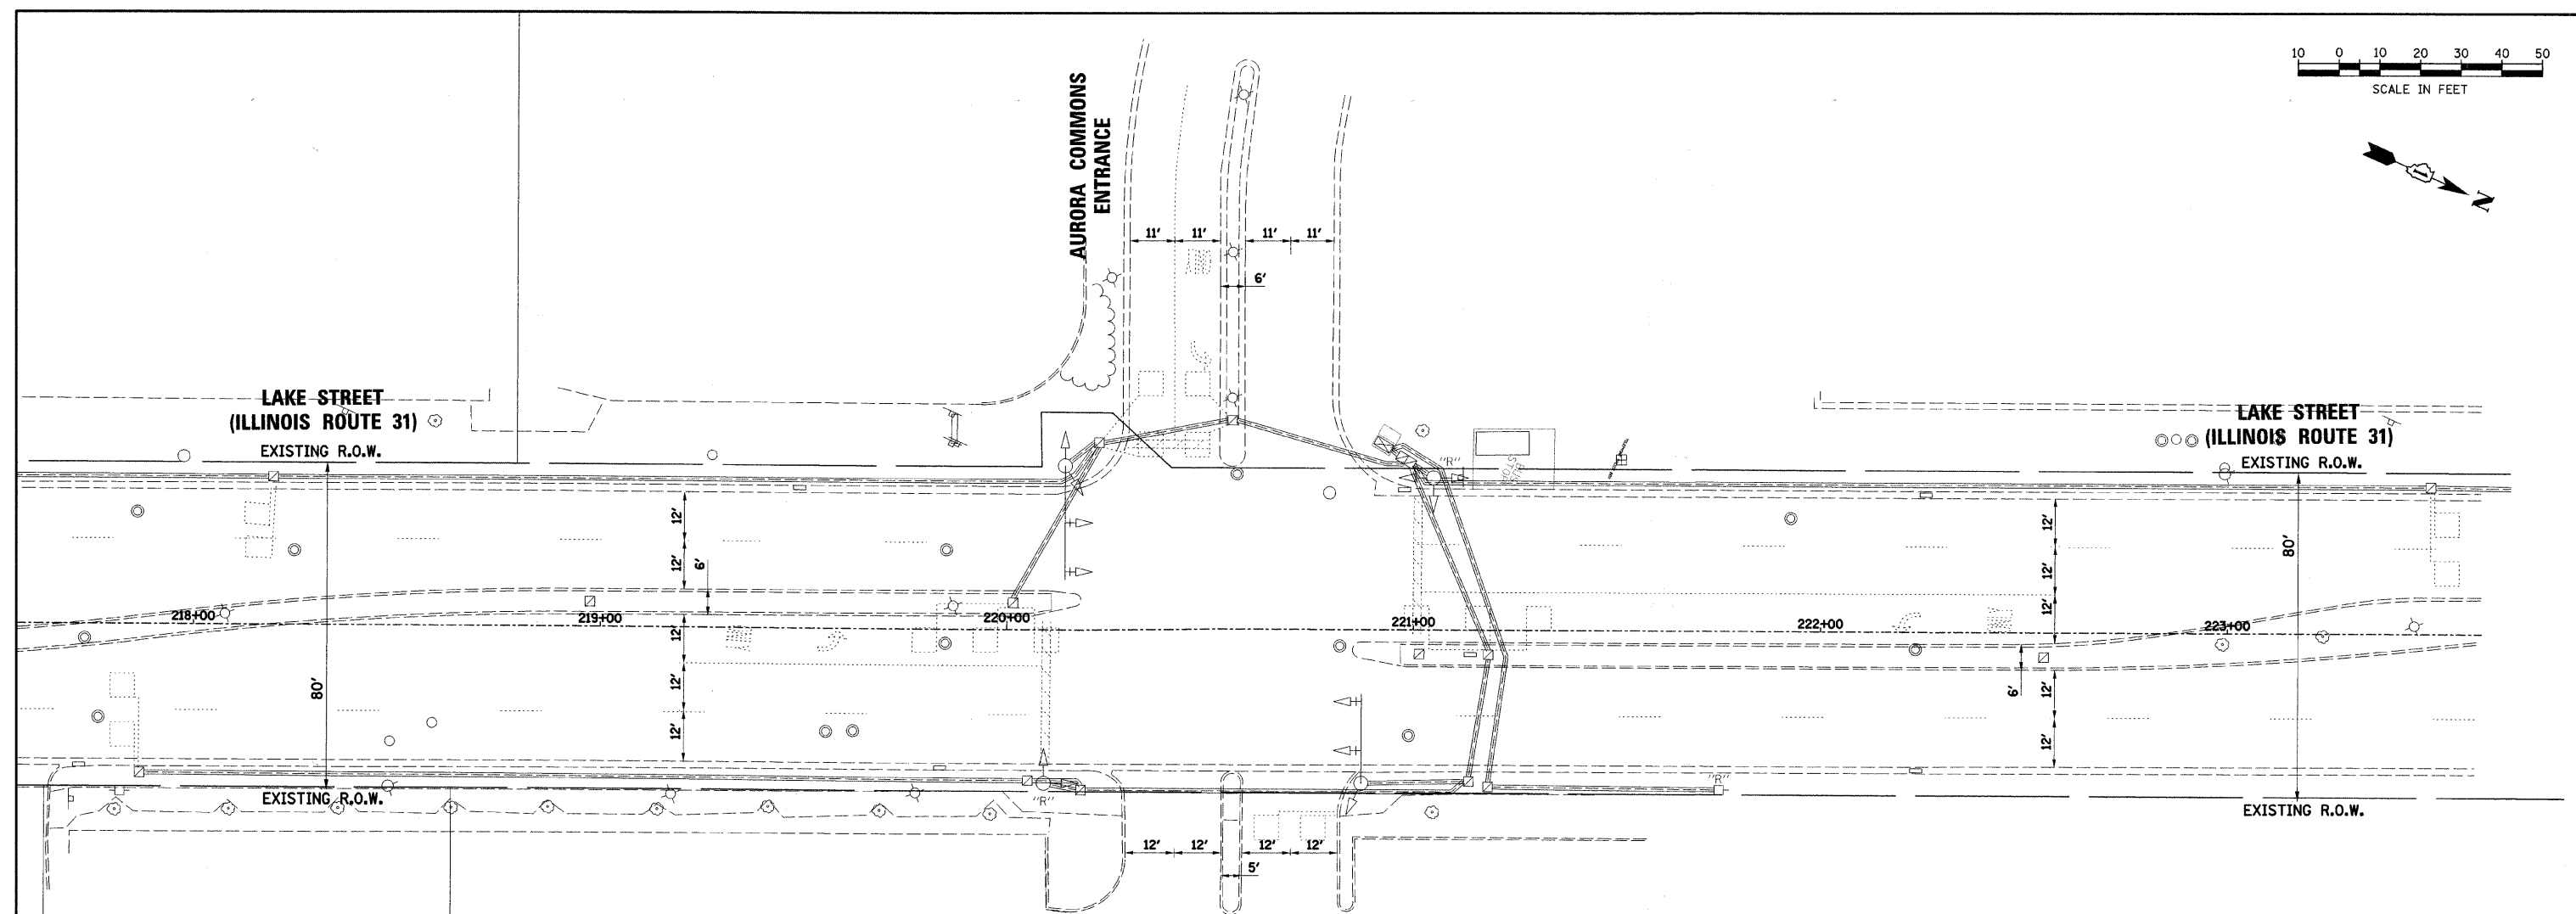 10 0 10 20 30 40 50
SCALE IN FEET
N
AURORA COMMONS
ENTRANCE
11' 11' 11' 11'
6'
LAKE STREET
(ILLINOIS ROUTE 31)
EXISTING R.O.W.
LAKE STREET
(ILLINOIS ROUTE 31)
EXISTING R.O.W.
"R"
BUS
STOP
12'
12'
6'
12'
12'
12'
80'
12'
12'
12'
6'
12'
12'
80'
218+00
219+00
220+00
221+00
222+00
223+00
EXISTING R.O.W.
"R"
"R"
EXISTING R.O.W.
12' 12' 12' 12'
5'